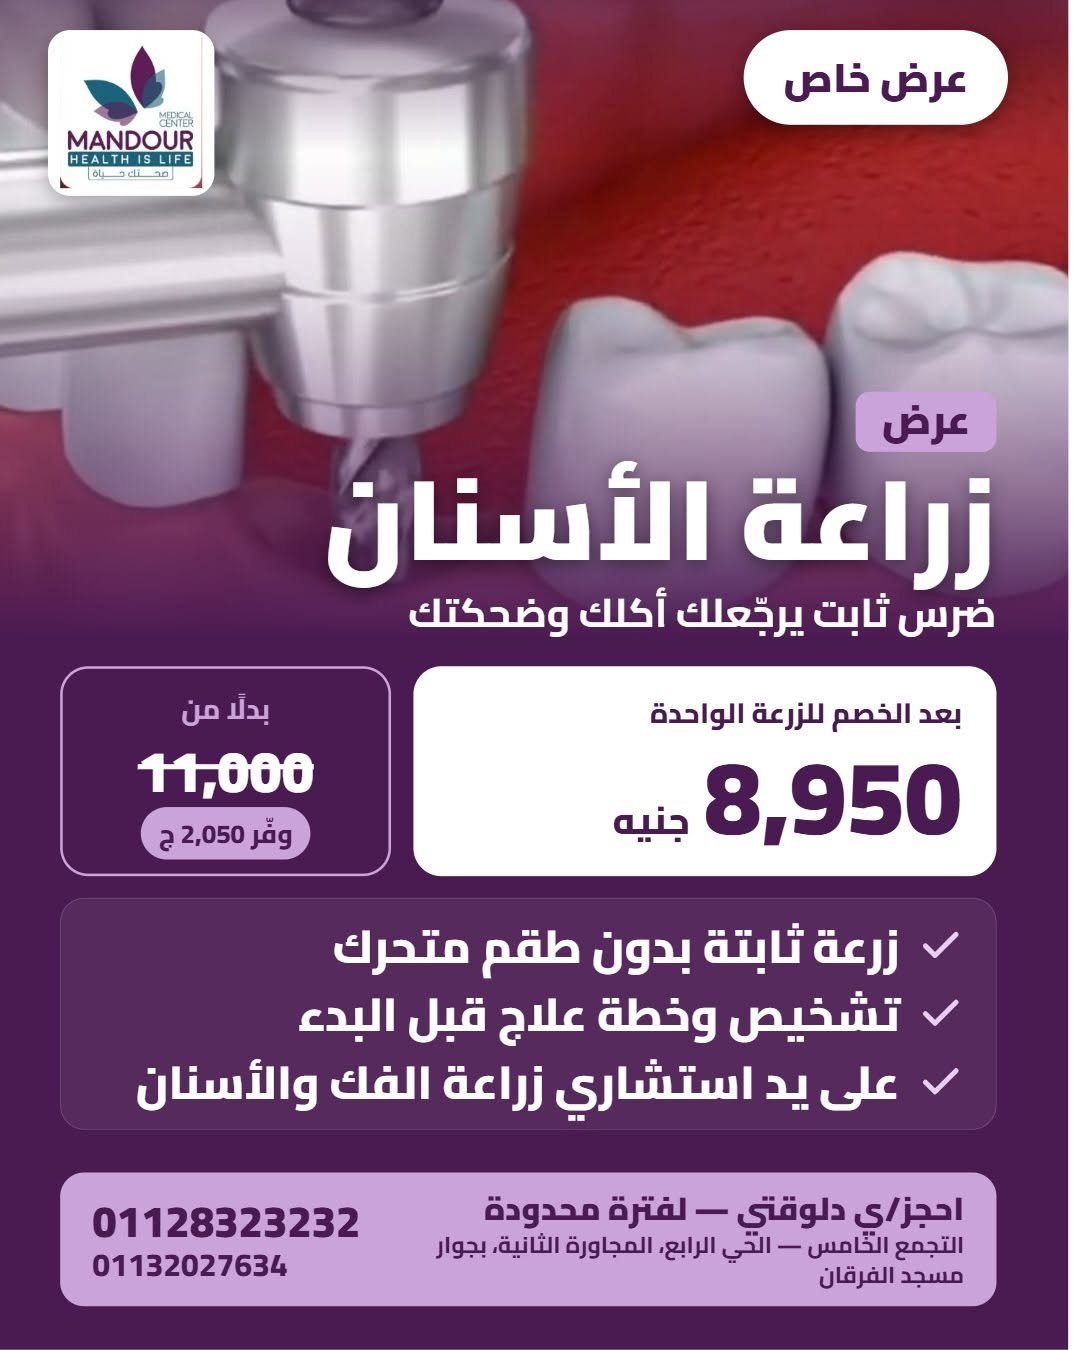 MEDICAL
CENTER
MANDOUR
HEALTH IS LIFE
صحتك حياة
عرض خاص
عرض
زراعة الأسنان
ضرس ثابت يرجّعلك أكلك وضحكتك
بعد الخصم للزرعة الواحدة
8,950 جنيه
بدلًا من
11,000
وفّر 2,050 ج
زرعة ثابتة بدون طقم متحرك
تشخيص وخطة علاج قبل البدء
على يد استشاري زراعة الفك والأسنان
احجز/ي دلوقتي — لفترة محدودة
التجمع الخامس — الحي الرابع، المجاورة الثانية، بجوار
مسجد الفرقان
01128323232
01132027634